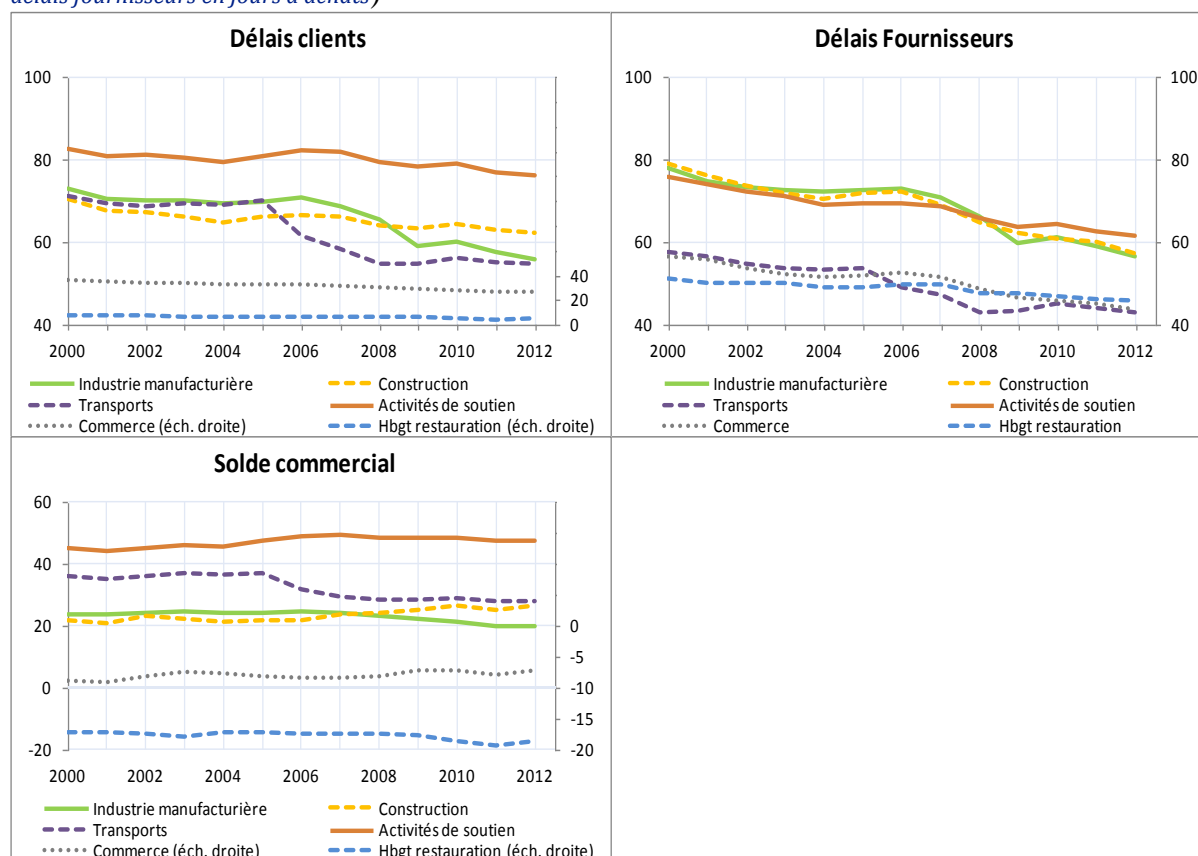 délais fournisseurs en jours d'achats)
Délais clients
100
80
60
40
40
20
0
2000 2002 2004 2006 2008 2010 2012
Industrie manufacturière Construction
Transports Activités de soutien
Commerce (éch. droite) Hbgt restauration (éch. droite)
Délais Fournisseurs
100 100
80 80
60 60
40 40
2000 2002 2004 2006 2008 2010 2012
Industrie manufacturière Construction
Transports Activités de soutien
Commerce Hbgt restauration
Solde commercial
60
40
20 0
-5
0 -10
-15
-20 -20
2000 2002 2004 2006 2008 2010 2012
Industrie manufacturière Construction
Transports Activités de soutien
Commerce (éch. droite) Hbgt restauration (éch. droite)